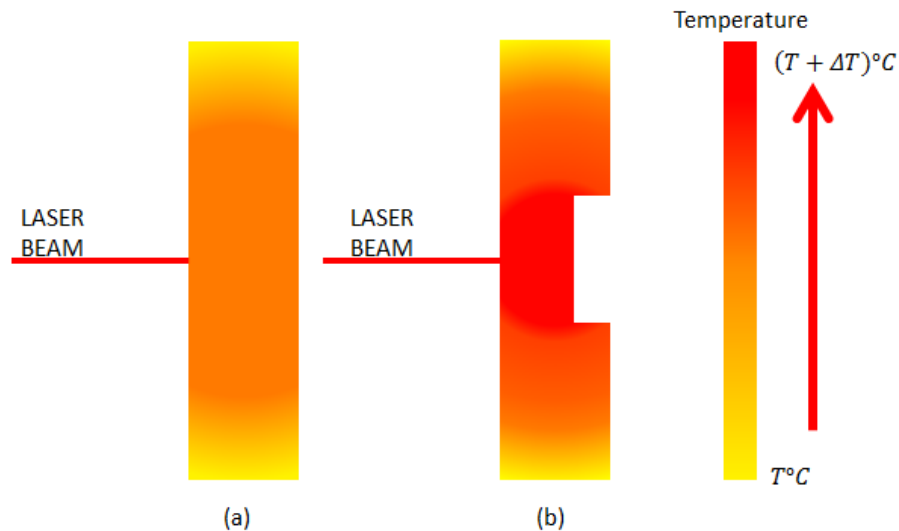 Temperature
(T + ΔT)°C
LASER
BEAM
LASER
BEAM
T°C
(a)
(b)